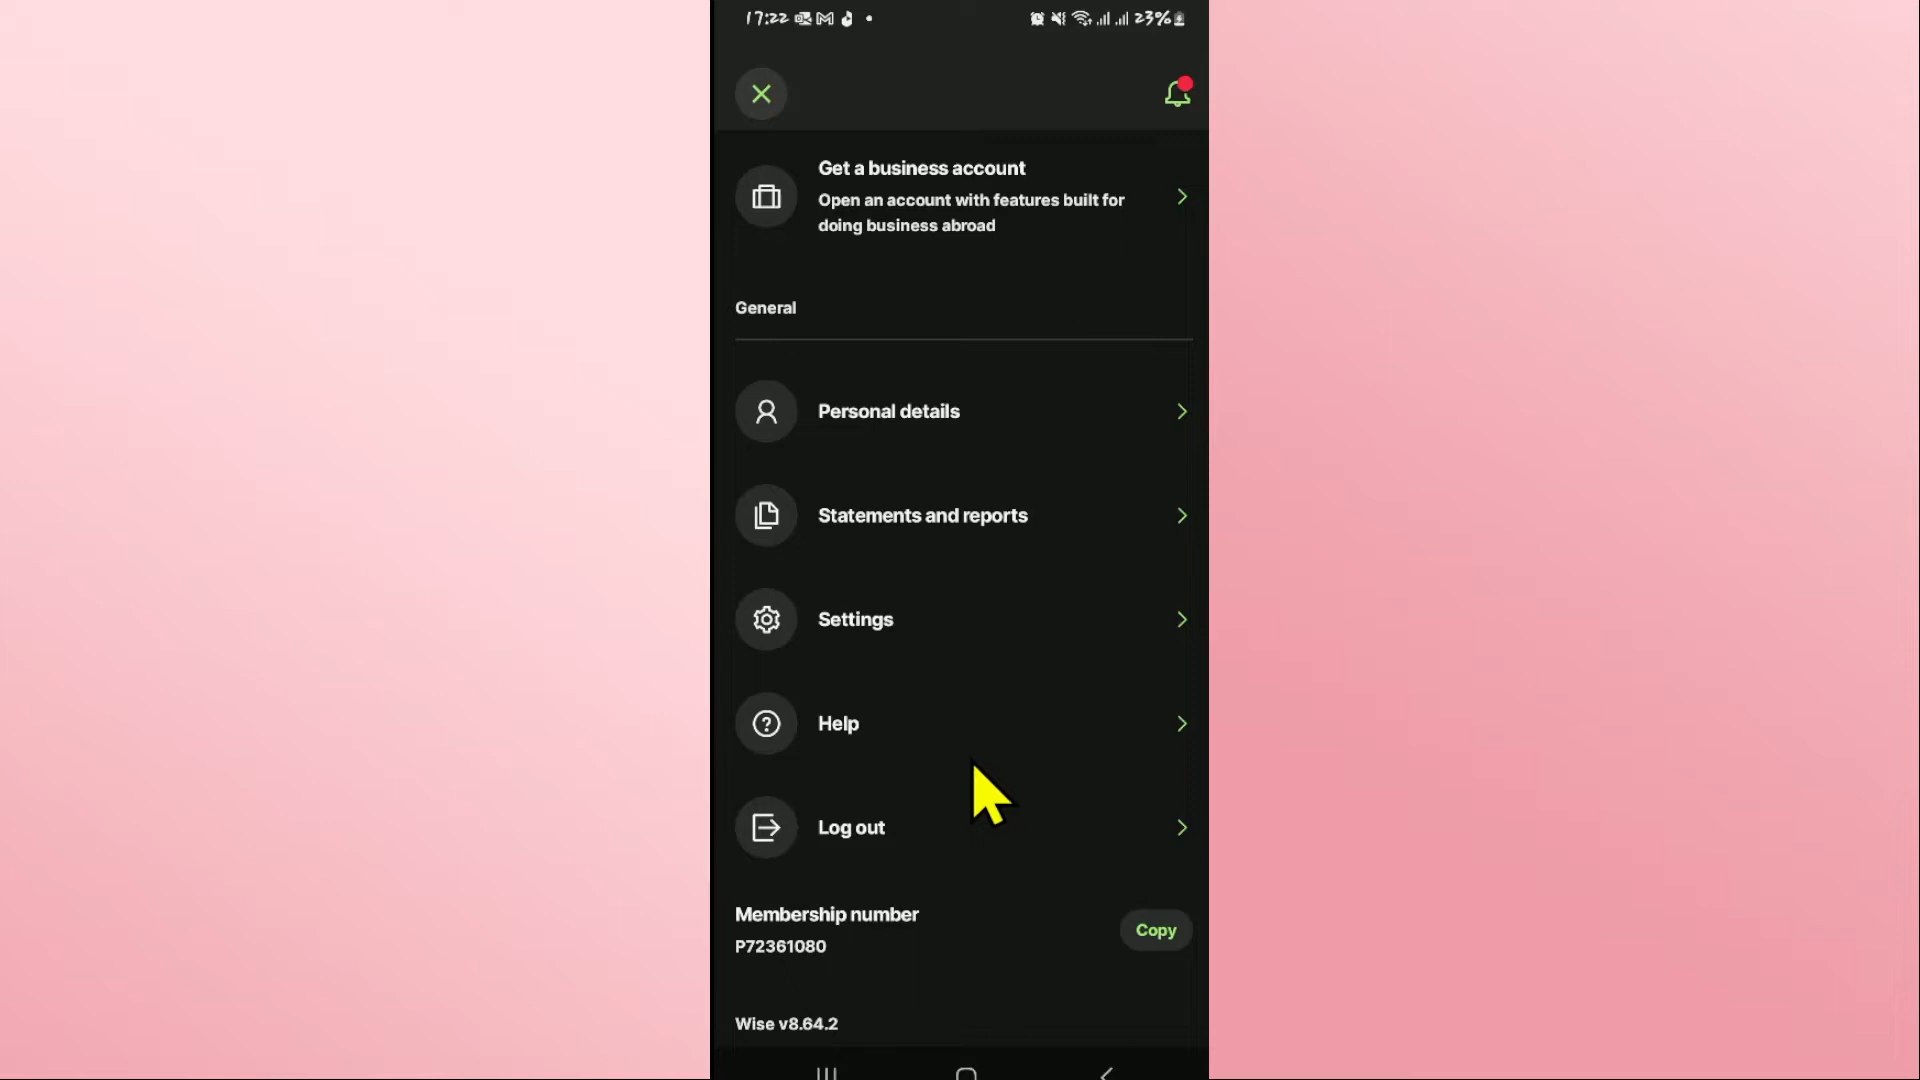 17:22
23%
Get a business account
Open an account with features built for
doing business abroad
General
Personal details
Statements and reports
Settings
Help
Log out
Membership number
P72361080
Copy
Wise v8.64.2